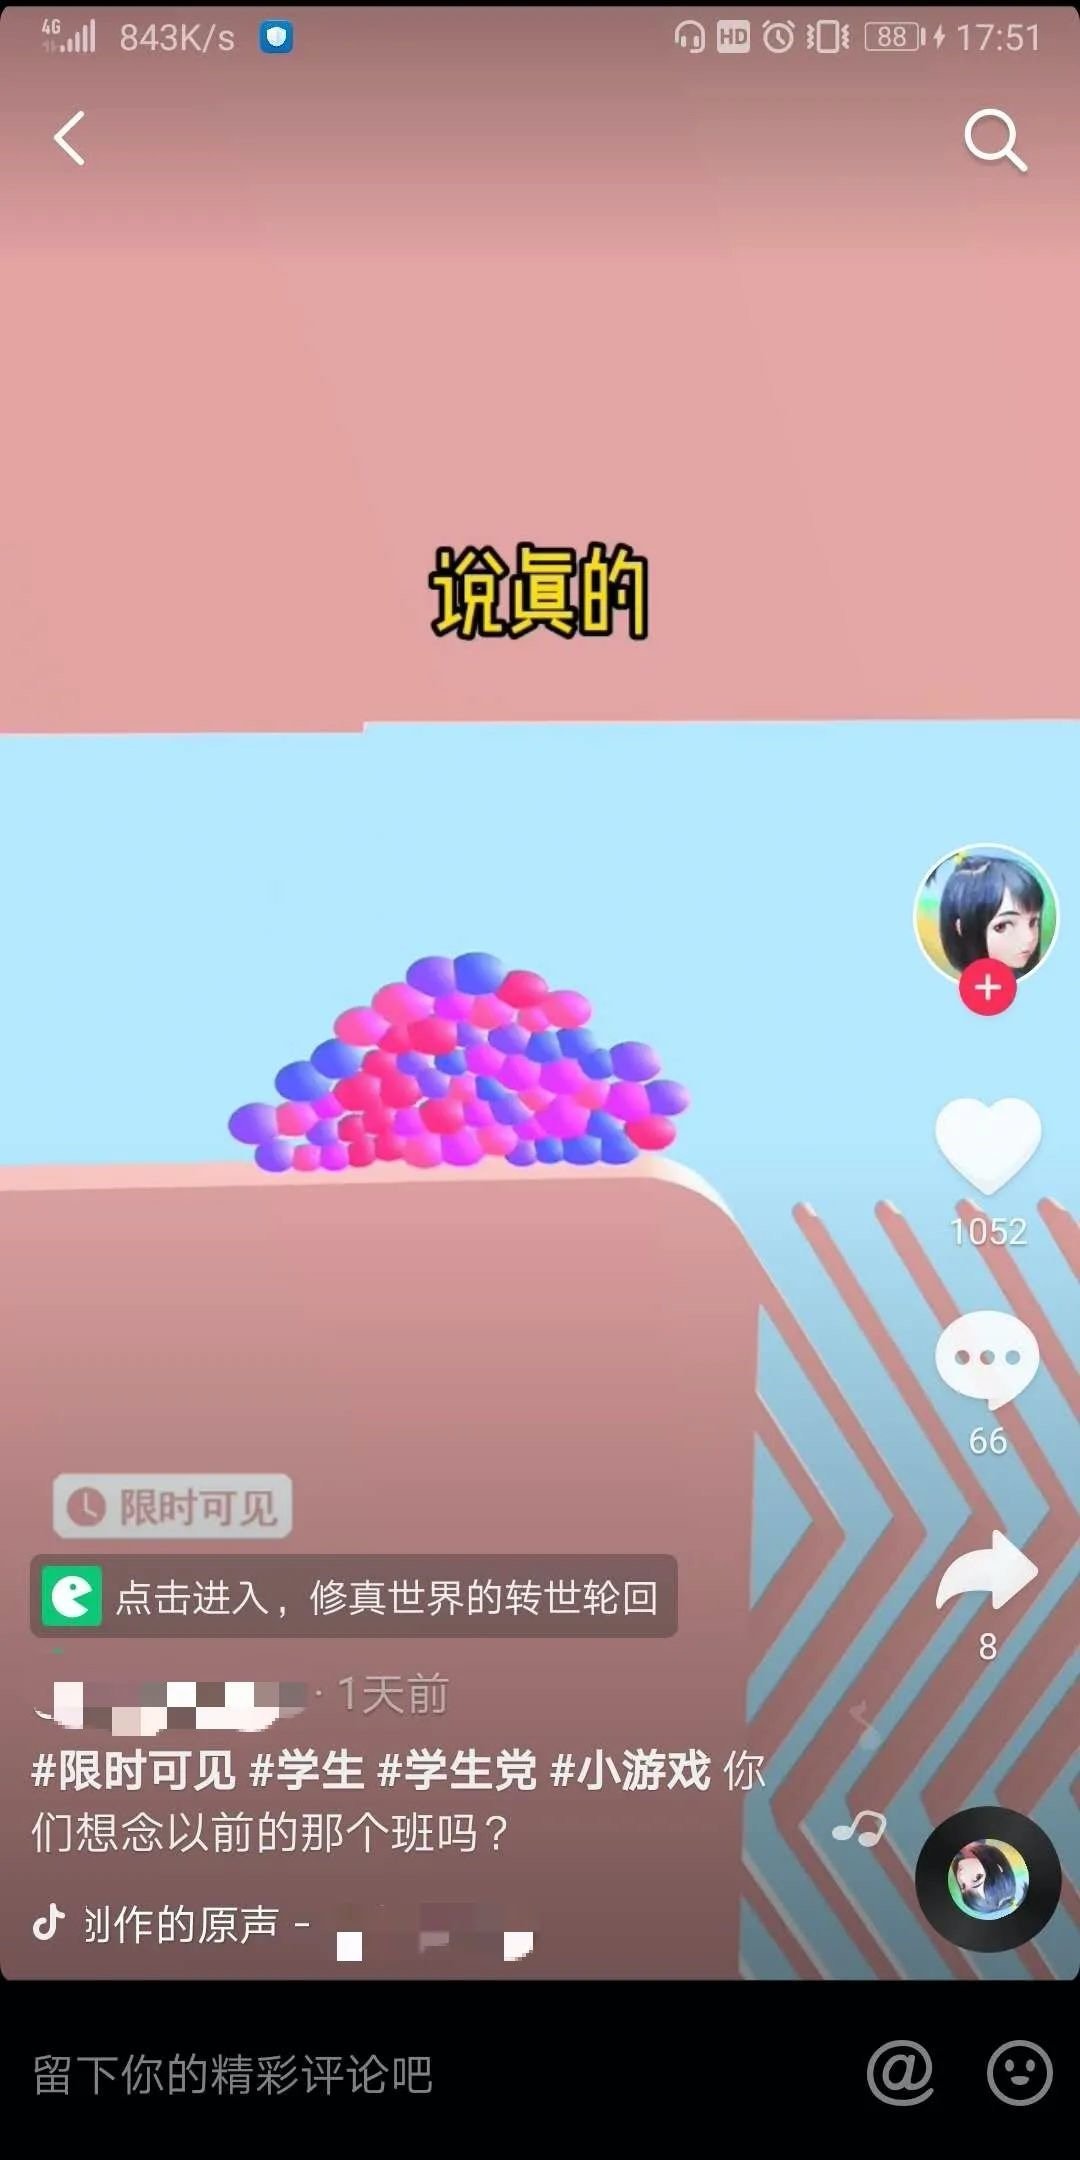 4G 843K/s HD 88 17:51
说真的
1052
66
限时可见
点击进入，修真世界的转世轮回
8
· 1天前
#限时可见 #学生 #学生党 #小游戏 你
们想念以前的那个班吗？
创作的原声 -
留下你的精彩评论吧